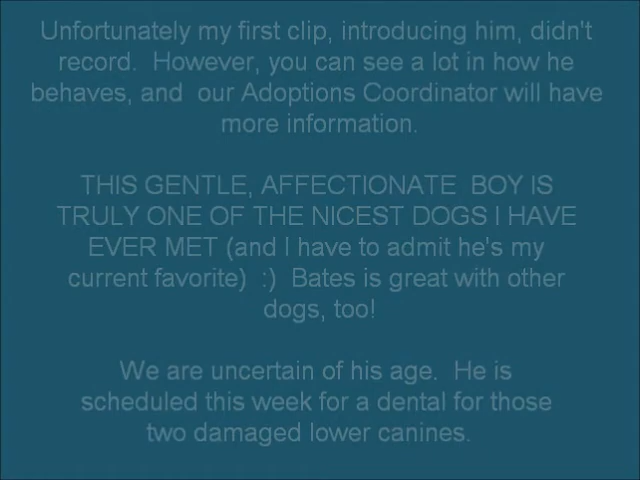 Unfortunately my first clip, introducing him, didn't
record.  However, you can see a lot in how he
behaves, and  our Adoptions Coordinator will have
more information.
THIS GENTLE, AFFECTIONATE  BOY IS
TRULY ONE OF THE NICEST DOGS I HAVE
EVER MET (and I have to admit he's my
current favorite)  :)  Bates is great with other
dogs, too!
We are uncertain of his age.  He is
scheduled this week for a dental for those
two damaged lower canines.